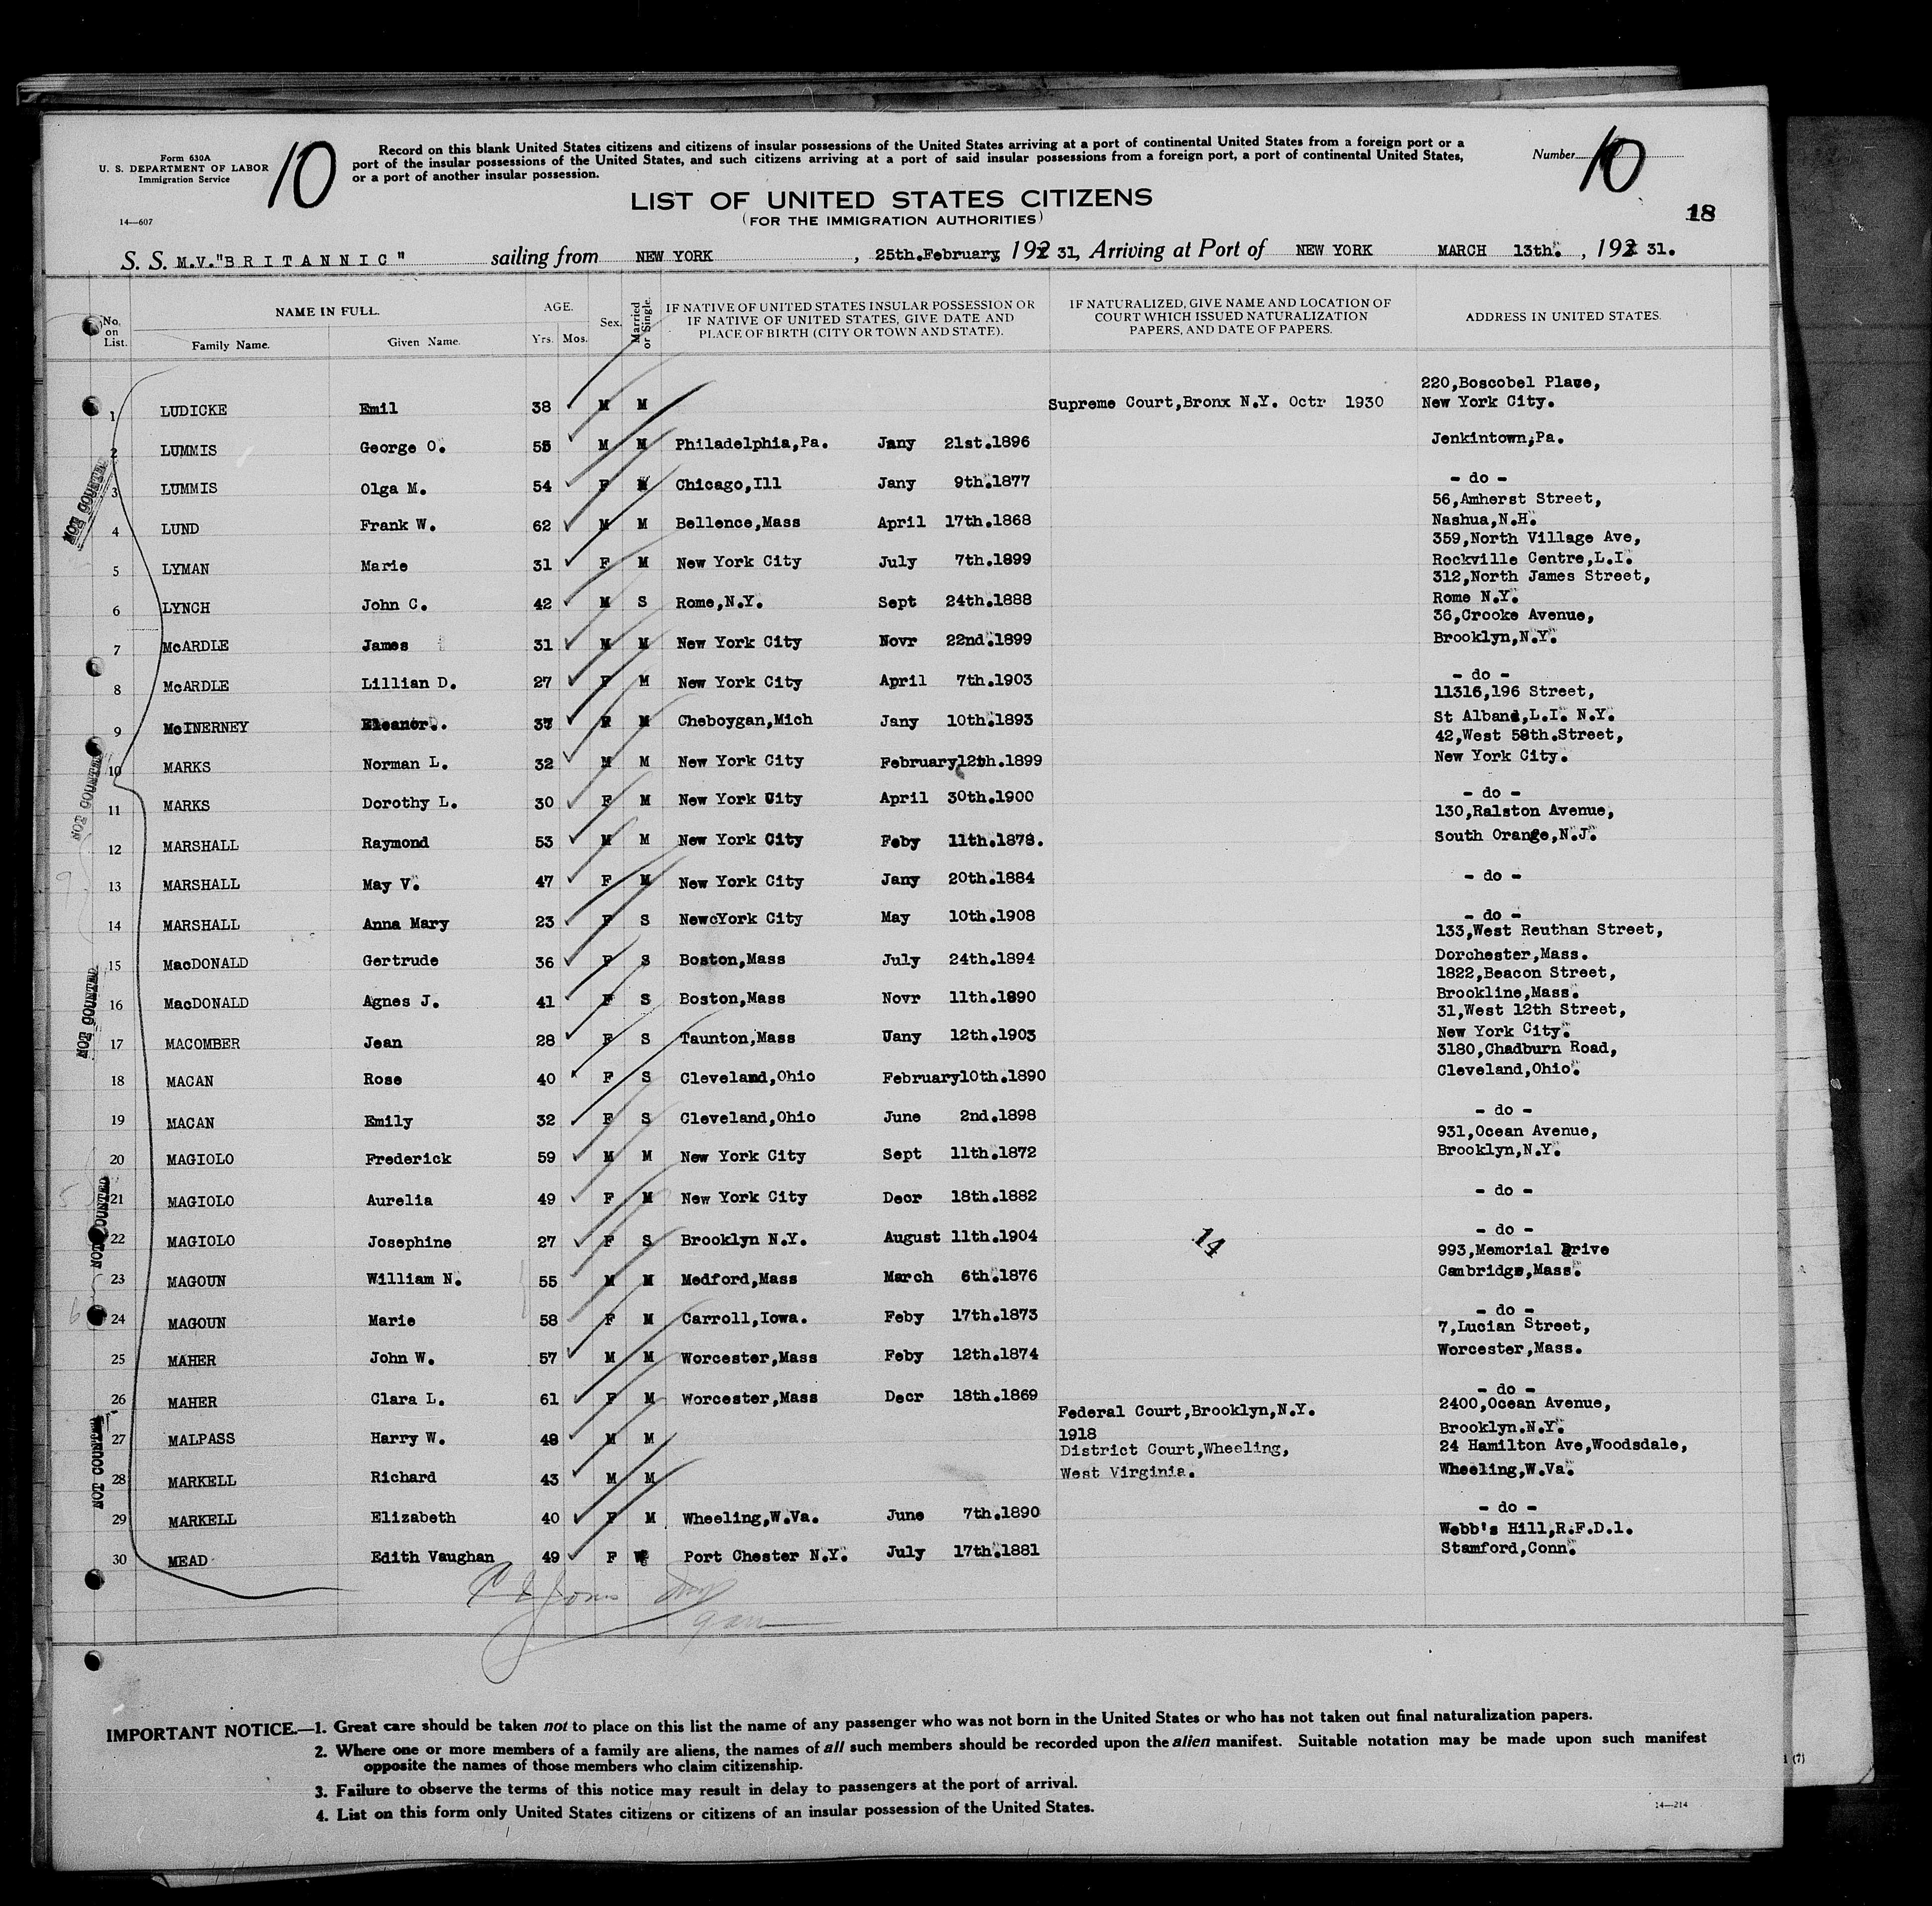 Form 630A
U. S. DEPARTMENT OF LABOR
Immigration Service
14—607
10
Record on this blank United States citizens and citizens of insular possessions of the United States arriving at a port of continental United States from a foreign port or a
port of the insular possessions of the United States, and such citizens arriving at a port of said insular possessions from a foreign port, a port of continental United States,
or a port of another insular possession.
Number 10
LIST OF UNITED STATES CITIZENS
(FOR THE IMMIGRATION AUTHORITIES)
18
S. S. M.V."BRITANNIC" sailing from NEW YORK , 25th.February 192 31, Arriving at Port of NEW YORK MARCH 13th. , 192 31.
No. on List. NAME IN FULL. Family Name. Given Name. AGE. Yrs. Mos. Sex. Married or Single. IF NATIVE OF UNITED STATES INSULAR POSSESSION OR IF NATIVE OF UNITED STATES, GIVE DATE AND PLACE OF BIRTH (CITY OR TOWN AND STATE). IF NATURALIZED, GIVE NAME AND LOCATION OF COURT WHICH ISSUED NATURALIZATION PAPERS, AND DATE OF PAPERS. ADDRESS IN UNITED STATES.
220,Boscobel Place,
1 LUDICKE Emil 38 M M Supreme Court,Bronx N.Y. Octr 1930 New York City.
2 LUMMIS George O. 55 M M Philadelphia,Pa. Jany 21st.1896 Jenkintown,Pa.
3 LUMMIS Olga M. 54 F M Chicago,Ill Jany 9th.1877 - do -
56,Amherst Street,
4 LUND Frank W. 62 M M Bellence,Mass April 17th.1868 Nashua,N.H.
359,North Village Ave,
5 LYMAN Marie 31 F M New York City July 7th.1899 Rockville Centre,L.I.
312,North James Street,
6 LYNCH John C. 42 M S Rome,N.Y. Sept 24th.1888 Rome N.Y.
36,Crooke Avenue,
7 McARDLE James 31 M M New York City Novr 22nd.1899 Brooklyn,N.Y.
8 McARDLE Lillian D. 27 F M New York City April 7th.1903 - do -
11316,196 Street,
9 McINERNEY Eleanor. 37 F M Cheboygan,Mich Jany 10th.1893 St Alband,L.I. N.Y.
42,West 58th.Street,
10 MARKS Norman L. 32 M M New York City February12th.1899 New York City.
11 MARKS Dorothy L. 30 F M New York City April 30th.1900 - do -
130,Ralston Avenue,
12 MARSHALL Raymond 53 M M New York City Feby 11th.1878. South Orange,N.J.
13 MARSHALL May V. 47 F M New York City Jany 20th.1884 - do -
14 MARSHALL Anna Mary 23 F S NewcYork City May 10th.1908 - do -
133,West Reuthan Street,
15 MacDONALD Gertrude 36 F S Boston,Mass July 24th.1894 Dorchester,Mass.
1822,Beacon Street,
16 MacDONALD Agnes J. 41 F S Boston,Mass Novr 11th.1890 Brookline,Mass.
31,West 12th Street,
17 MACOMBER Jean 28 F S Taunton,Mass Jany 12th.1903 New York City.
3180,Chadburn Road,
18 MACAN Rose 40 F S Cleveland,Ohio February10th.1890 Cleveland,Ohio.
19 MACAN Emily 32 F S Cleveland,Ohio June 2nd.1898 - do -
931,Ocean Avenue,
20 MAGIOLO Frederick 59 M M New York City Sept 11th.1872 Brooklyn,N.Y.
21 MAGIOLO Aurelia 49 F M New York City Decr 18th.1882 - do -
22 MAGIOLO Josephine 27 F S Brooklyn N.Y. August 11th.1904 14 - do -
993,Memorial Drive
23 MAGOUN William N. 55 M M Medford,Mass March 6th.1876 Cambridge,Mass.
24 MAGOUN Marie 58 F M Carroll,Iowa. Feby 17th.1873 - do -
7,Lucian Street,
25 MAHER John W. 57 M M Worcester,Mass Feby 12th.1874 Worcester,Mass.
26 MAHER Clara L. 61 F M Worcester,Mass Decr 18th.1869 - do -
Federal Court,Brooklyn,N.Y. 2400,Ocean Avenue,
27 MALPASS Harry W. 48 M M 1918 Brooklyn.N.Y.
District Court,Wheeling, 24 Hamilton Ave,Woodsdale,
28 MARKELL Richard 43 M M West Virginia. Wheeling,W.Va.
29 MARKELL Elizabeth 40 F M Wheeling,W.Va. June 7th.1890 - do -
Webb's Hill,R.F.D.1.
30 MEAD Edith Vaughan 49 F W Port Chester N.Y. July 17th.1881 Stamford,Conn.
NOT COUNTED
NOT COUNTED
NOT COUNTED
NOT COUNTED
NOT COUNTED
IMPORTANT NOTICE.—1. Great care should be taken not to place on this list the name of any passenger who was not born in the United States or who has not taken out final naturalization papers.
2. Where one or more members of a family are aliens, the names of all such members should be recorded upon the alien manifest. Suitable notation may be made upon such manifest
opposite the names of those members who claim citizenship.
3. Failure to observe the terms of this notice may result in delay to passengers at the port of arrival.
4. List on this form only United States citizens or citizens of an insular possession of the United States.
14—214